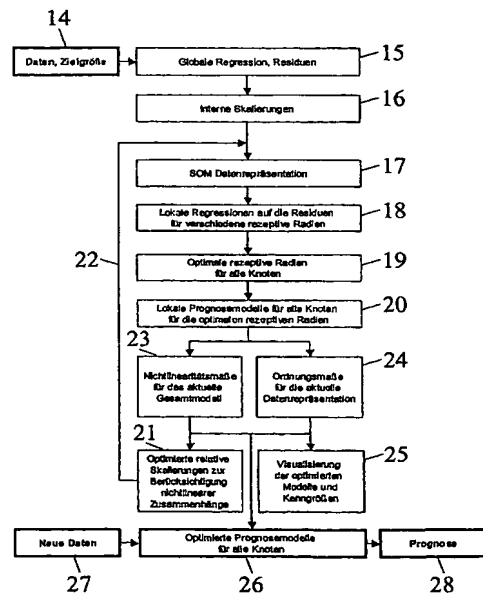 14
Daten, Zielgröße
Globale Regression, Residuen
15
Interne Skalierungen
16
SOM Datenrepräsentation
17
Lokale Regressionen auf die Residuen
für verschiedene rezeptive Radien
18
22
Optimale rezeptive Radien
für alle Knoten
19
Lokale Prognosemodelle für alle Knoten
für die optimalen rezeptiven Radien
20
23
Nichtlinearitätsmaße
für das aktuelle
Gesamtmodell
Ordnungsmaße
für die aktuelle
Datenrepräsentation
24
21
Optimierte relative
Skalierungen zur
Berücksichtigung
nichtlinearer
Zusammenhänge
Visualisierung
der optimierten
Modelle und
Kenngrößen
25
Neue Daten
Optimierte Prognosemodelle
für alle Knoten
Prognose
27
26
28